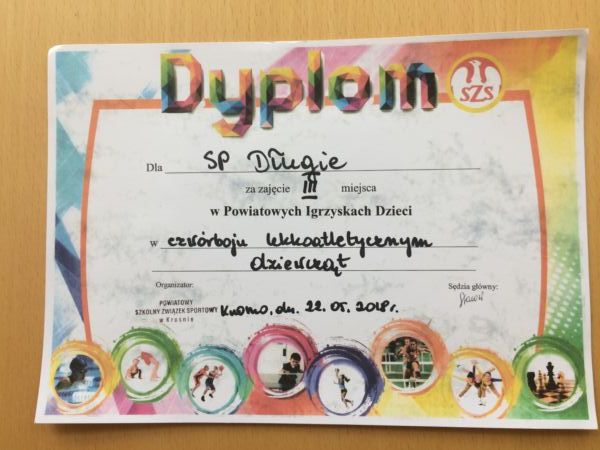 Dyplom
SZS
Dla SP Długie
za zajęcie III miejsca
w Powiatowych Igrzyskach Dzieci
w czwórboju lekkoatletycznym
dziewcząt
Organizator:
Sędzia główny:
POWIATOWY
SZKOLNY ZWIĄZEK SPORTOWY
w Krośnie
Krosno, dn. 22.05.2018r.